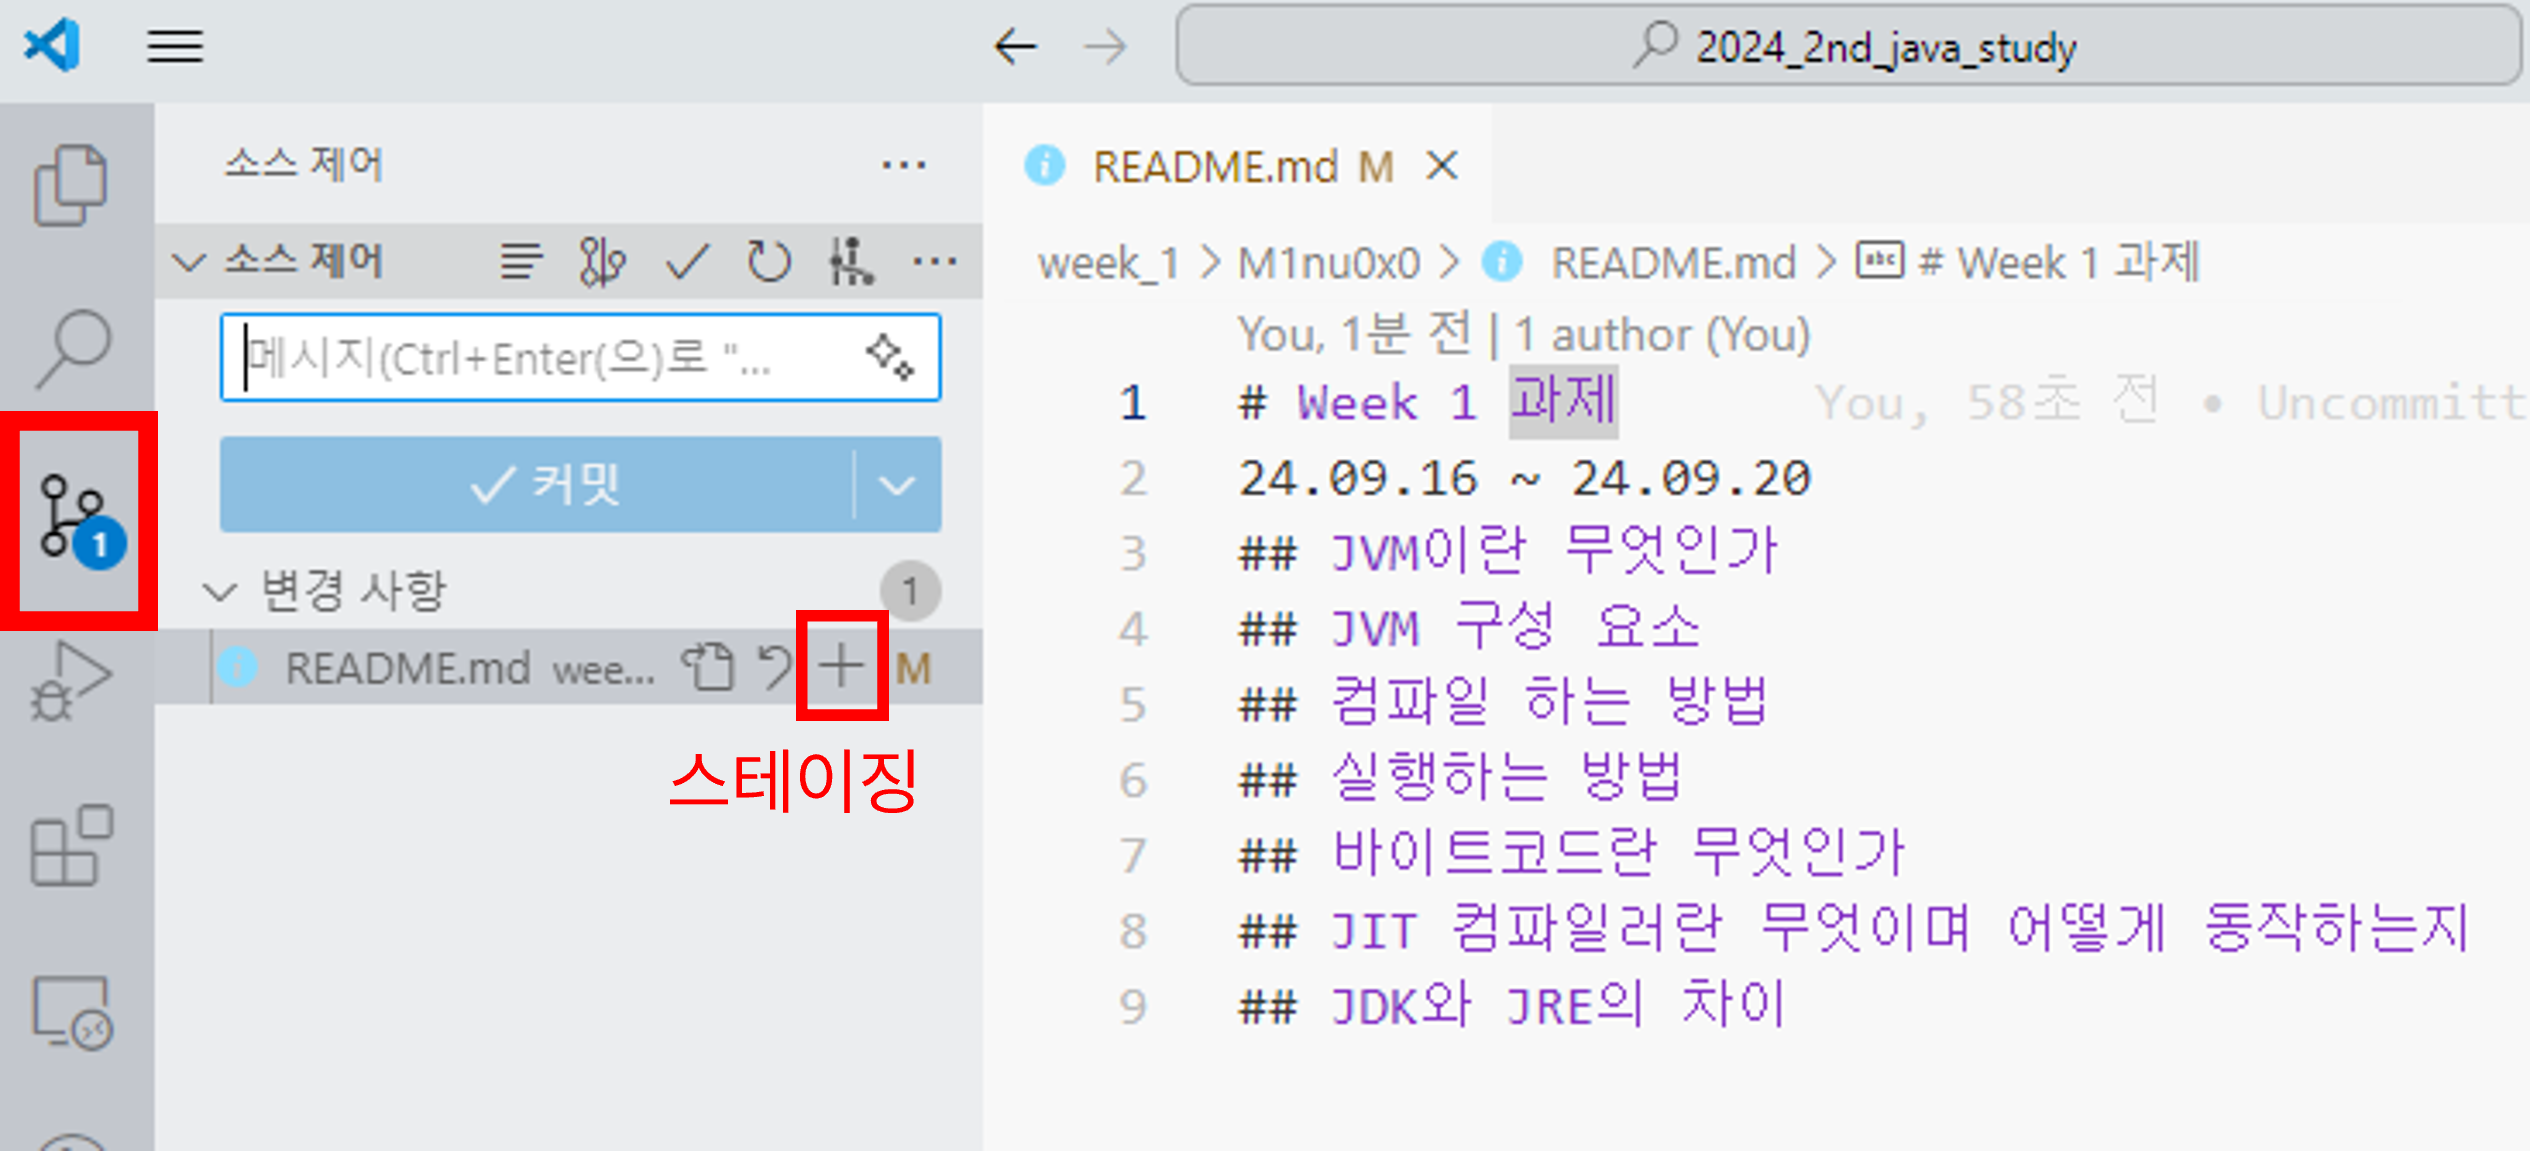 2024_2nd_java_study
소스 제어
소스 제어
메시지(Ctrl+Enter(으)로 "...
커밋
1
변경 사항 1
README.md wee... M
스테이징
README.md M
week_1 > M1nu0x0 > README.md > # Week 1 과제
You, 1분 전 | 1 author (You)
1 # Week 1 과제 You, 58초 전 • Uncommitt
2 24.09.16 ~ 24.09.20
3 ## JVM이란 무엇인가
4 ## JVM 구성 요소
5 ## 컴파일 하는 방법
6 ## 실행하는 방법
7 ## 바이트코드란 무엇인가
8 ## JIT 컴파일러란 무엇이며 어떻게 동작하는지
9 ## JDK와 JRE의 차이